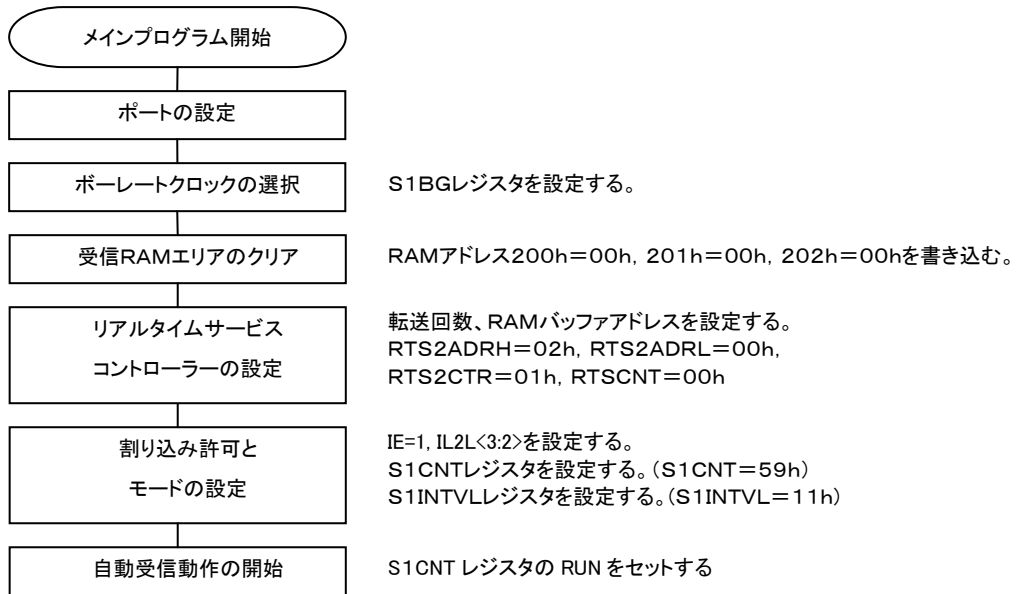 メインプログラム開始
ポートの設定
ボーレートクロックの選択
S1BGレジスタを設定する。
受信RAMエリアのクリア
RAMアドレス200h=00h, 201h=00h, 202h=00hを書き込む。
リアルタイムサービス
コントローラーの設定
転送回数、RAMバッファアドレスを設定する。
RTS2ADRH=02h, RTS2ADRL=00h,
RTS2CTR=01h, RTSCNT=00h
割り込み許可と
モードの設定
IE=1, IL2L<3:2>を設定する。
S1CNTレジスタを設定する。(S1CNT=59h)
S1INTVLレジスタを設定する。(S1INTVL=11h)
自動受信動作の開始
S1CNT レジスタの RUN をセットする